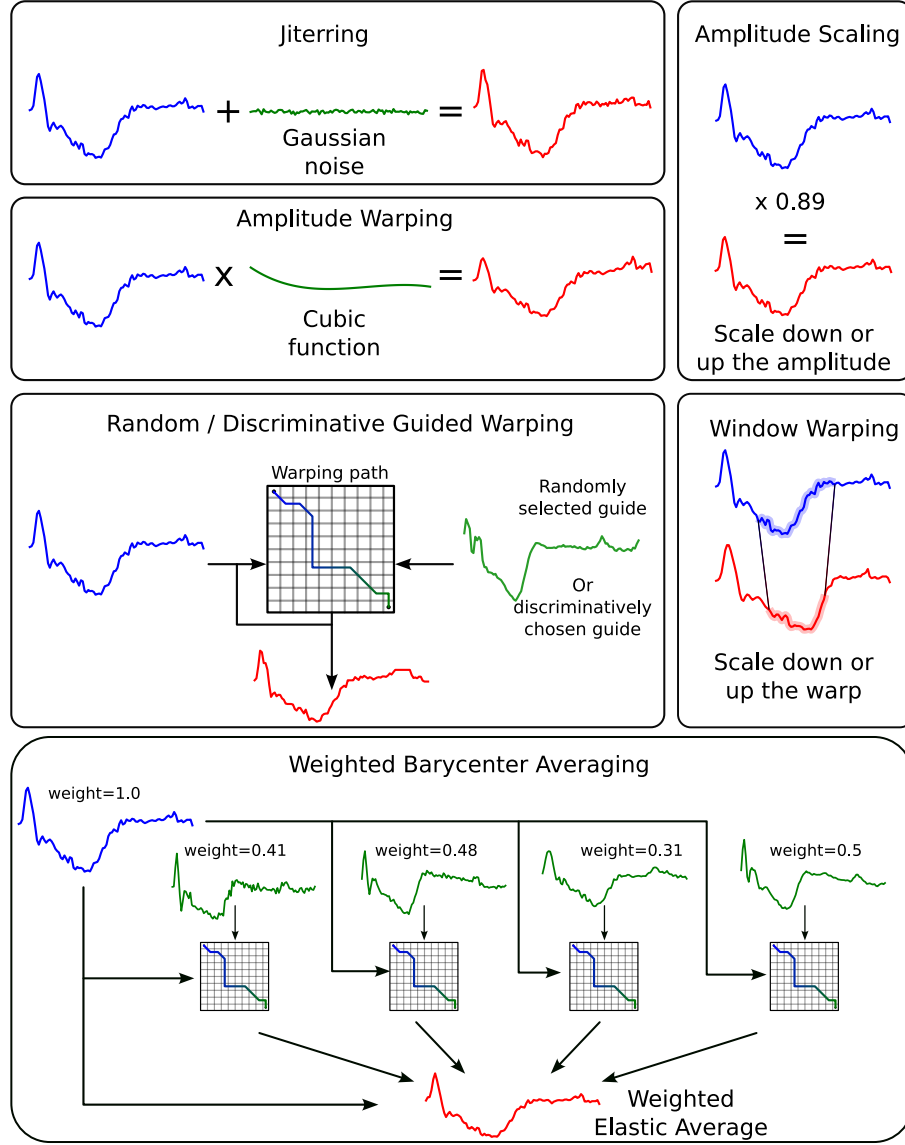 Jiterring
+
=
Gaussian
noise
Amplitude Scaling
x 0.89
=
Scale down or
up the amplitude
Amplitude Warping
x
=
Cubic
function
Random / Discriminative Guided Warping
Warping path
Randomly
selected guide
Or
discriminatively
chosen guide
Window Warping
Scale down or
up the warp
Weighted Barycenter Averaging
weight=1.0
weight=0.41
weight=0.48
weight=0.31
weight=0.5
Weighted
Elastic Average